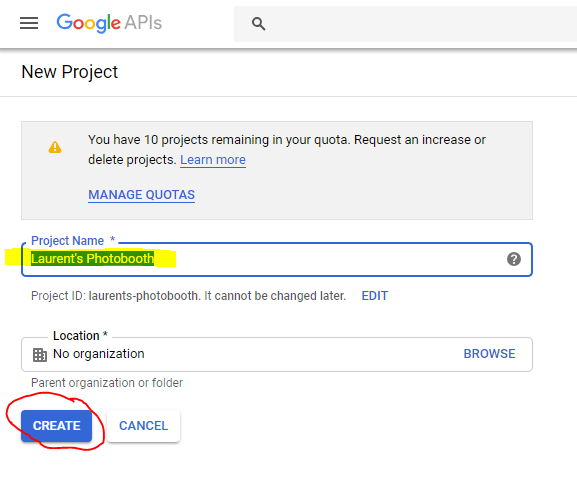 Google APIs
New Project
You have 10 projects remaining in your quota. Request an increase or
delete projects. Learn more
MANAGE QUOTAS
Project Name *
Laurent's Photobooth
Project ID: laurents-photobooth. It cannot be changed later. EDIT
Location *
No organization BROWSE
Parent organization or folder
CREATE CANCEL